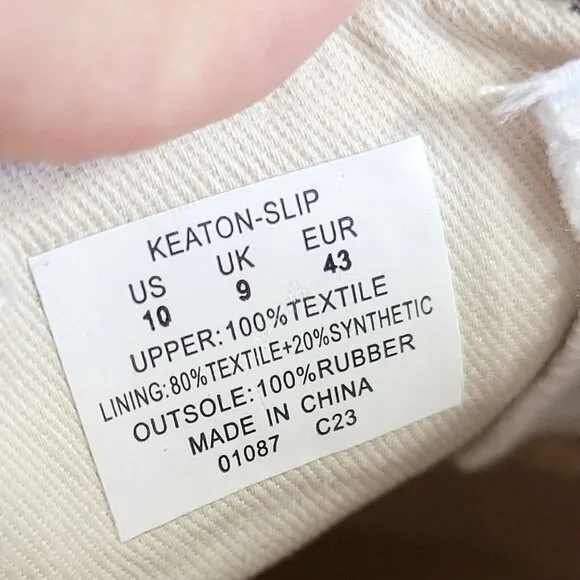 KEATON-SLIP
US UK EUR
10 9 43
UPPER:100%TEXTILE
LINING:80%TEXTILE+20%SYNTHETIC
OUTSOLE:100%RUBBER
MADE IN CHINA
01087 C23